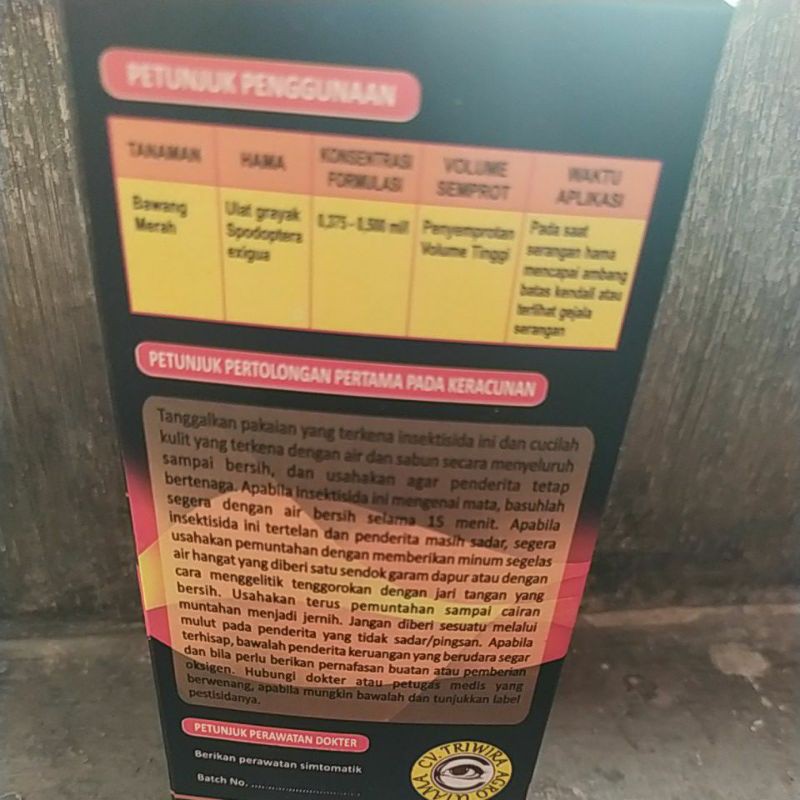 PETUNJUK PENGGUNAAN
TANAMAN
HAMA
KONSENTRASI
FORMULASI
VOLUME
SEMPROT
WAKTU
APLIKASI
Bawang
Merah
Ulat grayak
Spodoptera
exigua
0,375 - 0,500 ml/l
Penyemprotan
Volume Tinggi
Pada saat
serangan hama
mencapai ambang
batas kendali atau
terlihat gejala
serangan
PETUNJUK PERTOLONGAN PERTAMA PADA KERACUNAN
Tanggalkan pakaian yang terkena insektisida ini dan cucilah
kulit yang terkena dengan air dan sabun secara menyeluruh
sampai bersih, dan usahakan agar penderita tetap
bertenaga. Apabila insektisida ini mengenai mata, basuhlah
segera dengan air bersih selama 15 menit. Apabila
insektisida ini tertelan dan penderita masih sadar, segera
usahakan pemuntahan dengan memberikan minum segelas
air hangat yang diberi satu sendok garam dapur atau dengan
cara menggelitik tenggorokan dengan jari tangan yang
bersih. Usahakan terus pemuntahan sampai cairan
muntahan menjadi jernih. Jangan diberi sesuatu melalui
mulut pada penderita yang tidak sadar/pingsan. Apabila
terhisap, bawalah penderita keruangan yang berudara segar
dan bila perlu berikan pernafasan buatan atau pemberian
oksigen. Hubungi dokter atau petugas medis yang
berwenang, apabila mungkin bawalah dan tunjukkan label
pestisidanya.
PETUNJUK PERAWATAN DOKTER
Berikan perawatan simtomatik
Batch No. ........................
CV. TRIWIRA AGRO UTAMA